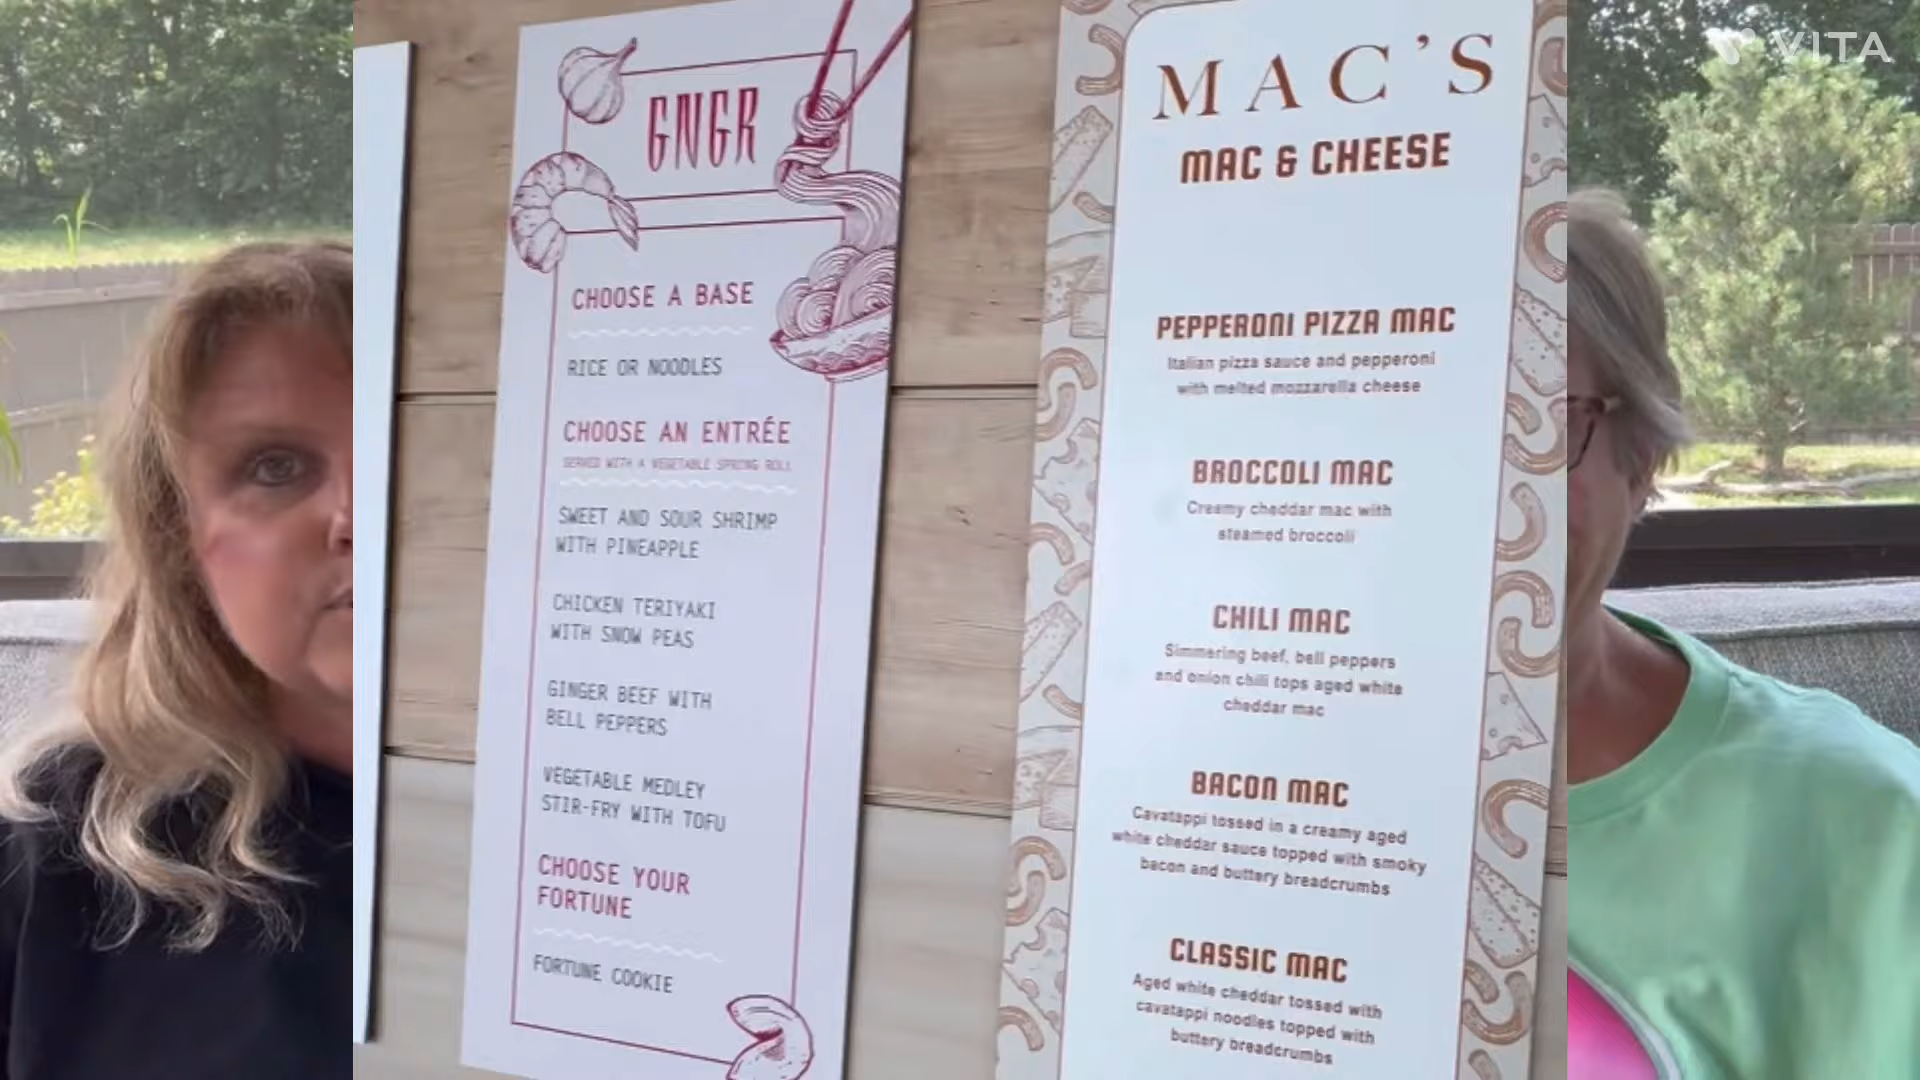 VITA
GNGR
CHOOSE A BASE
RICE OR NOODLES
CHOOSE AN ENTRÉE
SERVED WITH A VEGETABLE SPRING ROLL
SWEET AND SOUR SHRIMP
WITH PINEAPPLE
CHICKEN TERIYAKI
WITH SNOW PEAS
GINGER BEEF WITH
BELL PEPPERS
VEGETABLE MEDLEY
STIR-FRY WITH TOFU
CHOOSE YOUR
FORTUNE
FORTUNE COOKIE
MAC'S
MAC & CHEESE
PEPPERONI PIZZA MAC
Italian pizza sauce and pepperoni
with melted mozzarella cheese
BROCCOLI MAC
Creamy cheddar mac with
steamed broccoli
CHILI MAC
Simmering beef, bell peppers
and onion chili tops aged white
cheddar mac
BACON MAC
Cavatappi tossed in a creamy aged
white cheddar sauce topped with smoky
bacon and buttery breadcrumbs
CLASSIC MAC
Aged white cheddar tossed with
cavatappi noodles topped with
buttery breadcrumbs